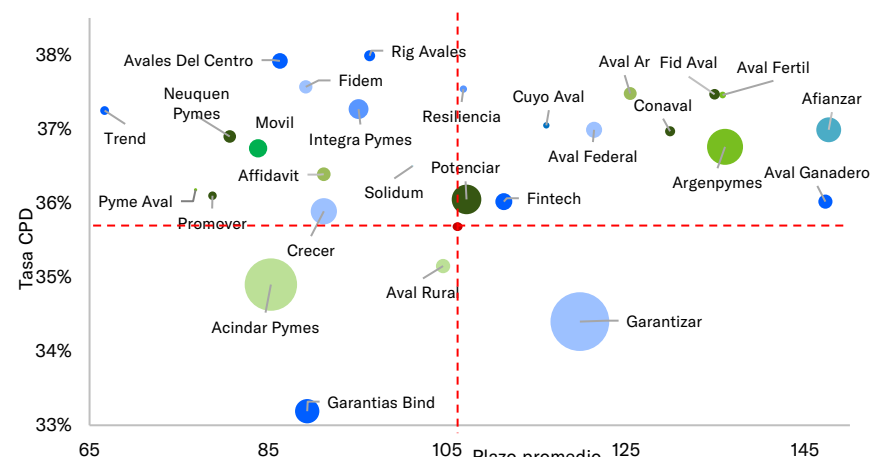 38%
37%
36%
35%
34%
33%
Tasa CPD
Avales Del Centro
Rig Avales
Fidem
Neuquen
Pymes
Trend
Movil
Integra Pymes
Resiliencia
Cuyo Aval
Aval Ar
Fid Aval
Aval Fertil
Conaval
Afianzar
Aval Federal
Affidavit
Solidum
Potenciar
Argenpymes
Aval Ganadero
Pyme Aval
Promover
Fintech
Crecer
Aval Rural
Acindar Pymes
Garantizar
Garantias Bind
65
85
105
125
145
Plazo promedio